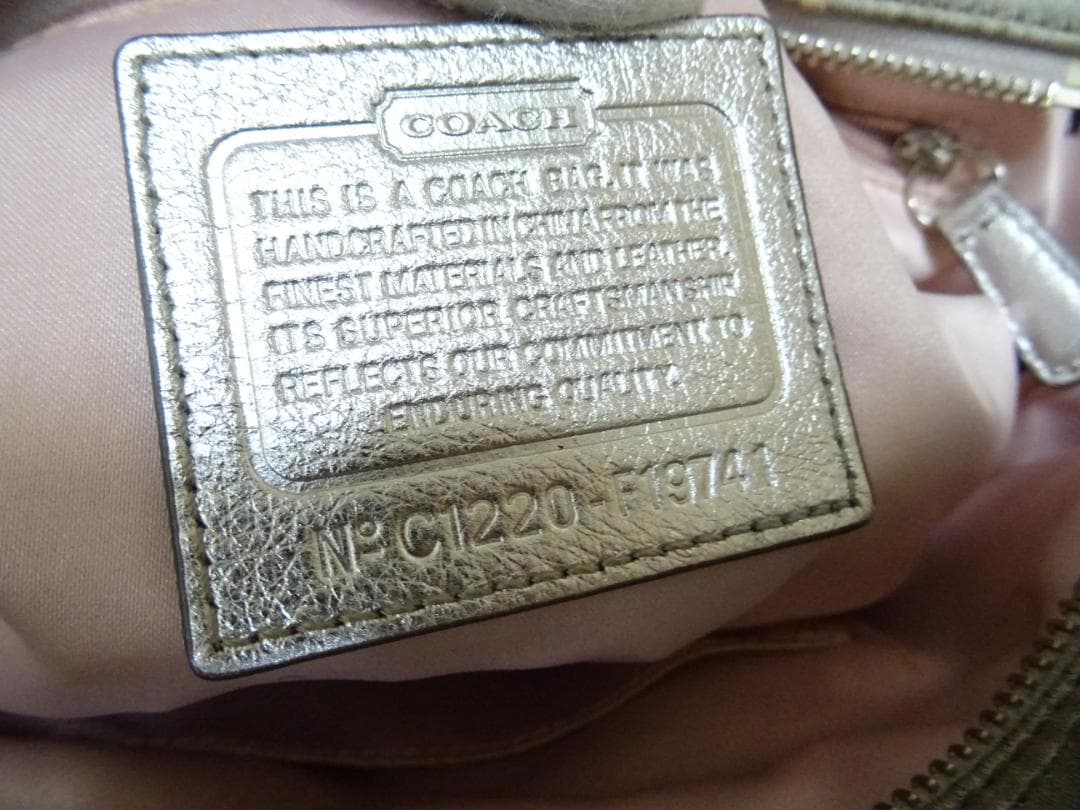 COACH
THIS IS A COACH BAG. IT WAS
HANDCRAFTED IN CHINA FROM THE
FINEST MATERIALS AND LEATHER.
ITS SUPERIOR CRAFTSMANSHIP
REFLECTS OUR COMMITMENT TO
ENDURING QUALITY.
Nº C1220-F19741